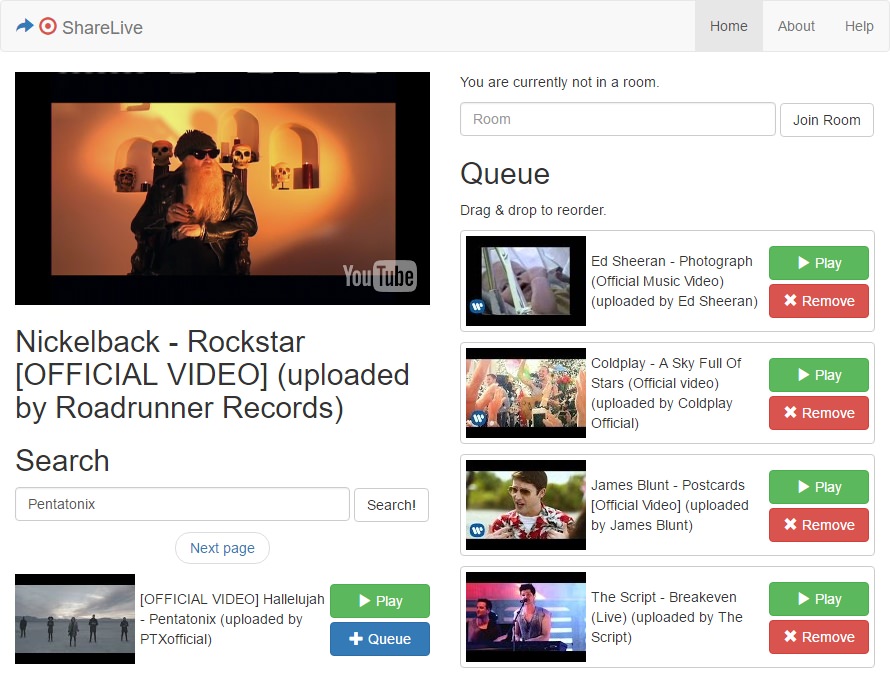 ShareLive
Home
About
Help
YouTube
Nickelback - Rockstar
[OFFICIAL VIDEO] (uploaded
by Roadrunner Records)
Search
Pentatonix
Search!
Next page
[OFFICIAL VIDEO] Hallelujah
- Pentatonix (uploaded by
PTXofficial)
Play
Queue
You are currently not in a room.
Room
Join Room
Queue
Drag & drop to reorder.
Ed Sheeran - Photograph
(Official Music Video)
(uploaded by Ed Sheeran)
Play
Remove
Coldplay - A Sky Full Of
Stars (Official video)
(uploaded by Coldplay
Official)
Play
Remove
James Blunt - Postcards
[Official Video] (uploaded
by James Blunt)
Play
Remove
The Script - Breakeven
(Live) (uploaded by The
Script)
Play
Remove